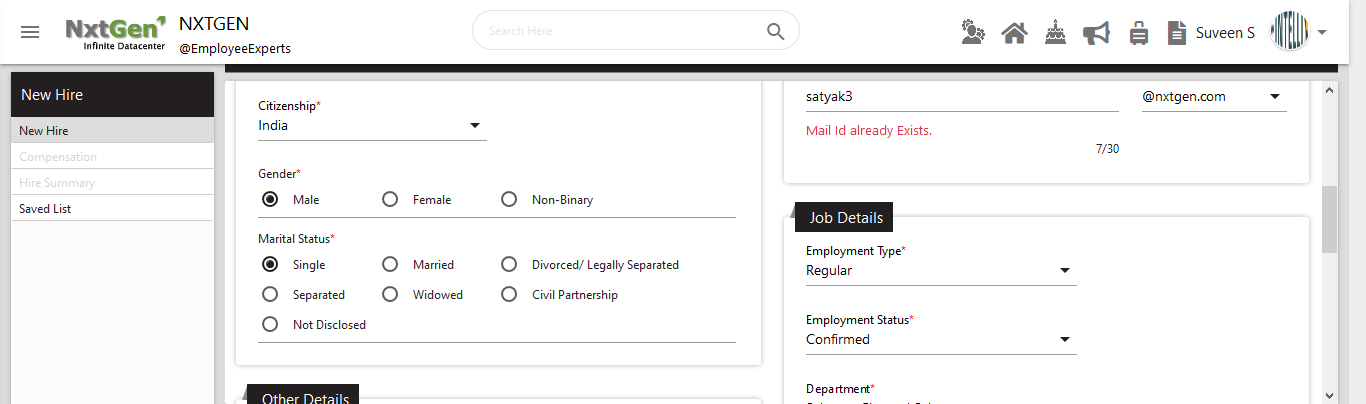 NxtGen
Infinite Datacenter
NXTGEN
@EmployeeExperts
Search Here
Suveen S
INTELLI
New Hire
New Hire
Compensation
Hire Summary
Saved List
Citizenship*
India
Gender*
Male Female Non-Binary
Marital Status*
Single Married Divorced/ Legally Separated
Separated Widowed Civil Partnership
Not Disclosed
Other Details
satyak3 @nxtgen.com
Mail Id already Exists.
7/30
Job Details
Employment Type*
Regular
Employment Status*
Confirmed
Department*